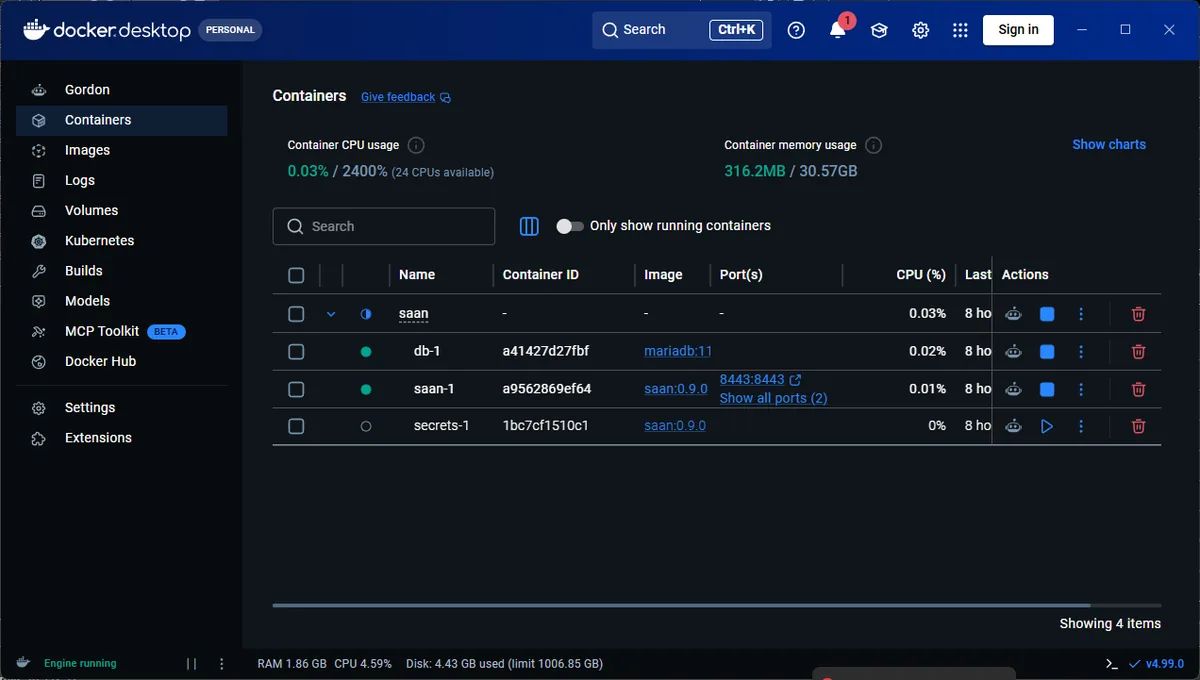 docker.desktop PERSONAL Search Ctrl+K 1 Sign in
Gordon
Containers
Images
Logs
Volumes
Kubernetes
Builds
Models
MCP Toolkit BETA
Docker Hub
Settings
Extensions
Containers Give feedback
Container CPU usage
0.03% / 2400% (24 CPUs available)
Container memory usage
316.2MB / 30.57GB
Show charts
Search
Only show running containers
Name Container ID Image Port(s) CPU (%) Last Actions
saan - - - 0.03% 8 ho
db-1 a41427d27fbf mariadb:11 0.02% 8 ho
saan-1 a9562869ef64 saan:0.9.0 8443:8443 0.01% 8 ho
Show all ports (2)
secrets-1 1bc7cf1510c1 saan:0.9.0 0% 8 ho
Showing 4 items
Engine running RAM 1.86 GB CPU 4.59% Disk: 4.43 GB used (limit 1006.85 GB) v4.99.0